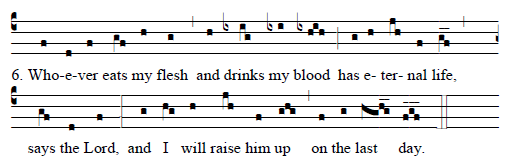 6. Who-e-ver eats my flesh and drinks my blood has e- ter- nal life,
says the Lord, and I will raise him up on the last day.